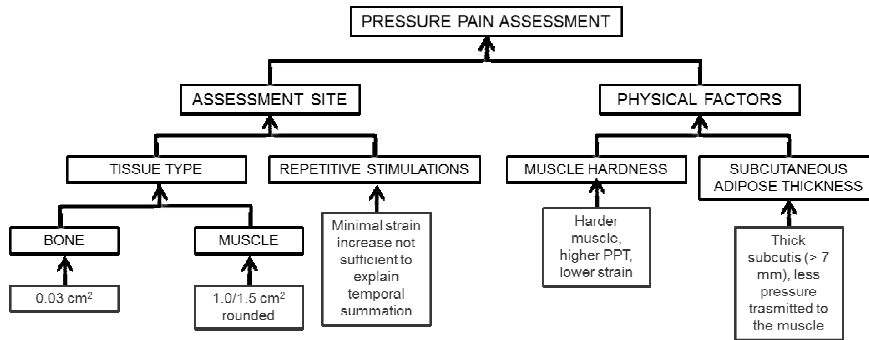 PRESSURE PAIN ASSESSMENT
ASSESSMENT SITE
PHYSICAL FACTORS
TISSUE TYPE
REPETITIVE STIMULATIONS
MUSCLE HARDNESS
SUBCUTANEOUS
ADIPOSE THICKNESS
BONE
MUSCLE
Minimal strain
increase not
sufficient to
explain
temporal
summation
Harder
muscle,
higher PPT,
lower strain
Thick
subcutis (> 7
mm), less
pressure
trasmitted to
the muscle
0.03 cm²
1.0/1.5 cm²
rounded